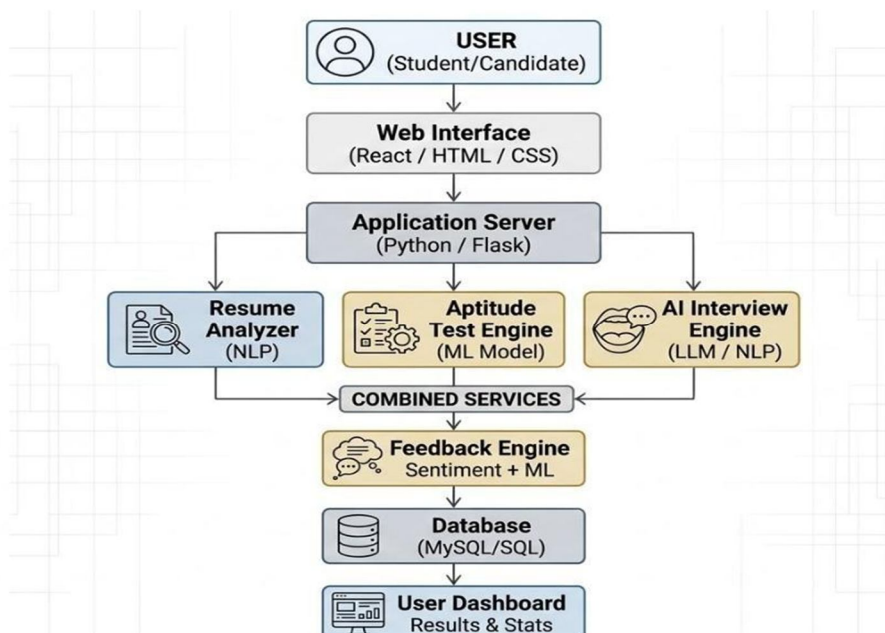 USER
(Student/Candidate)
Web Interface
(React / HTML / CSS)
Application Server
(Python / Flask)
Resume
Analyzer
(NLP)
Aptitude
Test Engine
(ML Model)
AI Interview
Engine
(LLM / NLP)
COMBINED SERVICES
Feedback Engine
Sentiment + ML
Database
(MySQL/SQL)
User Dashboard
Results & Stats